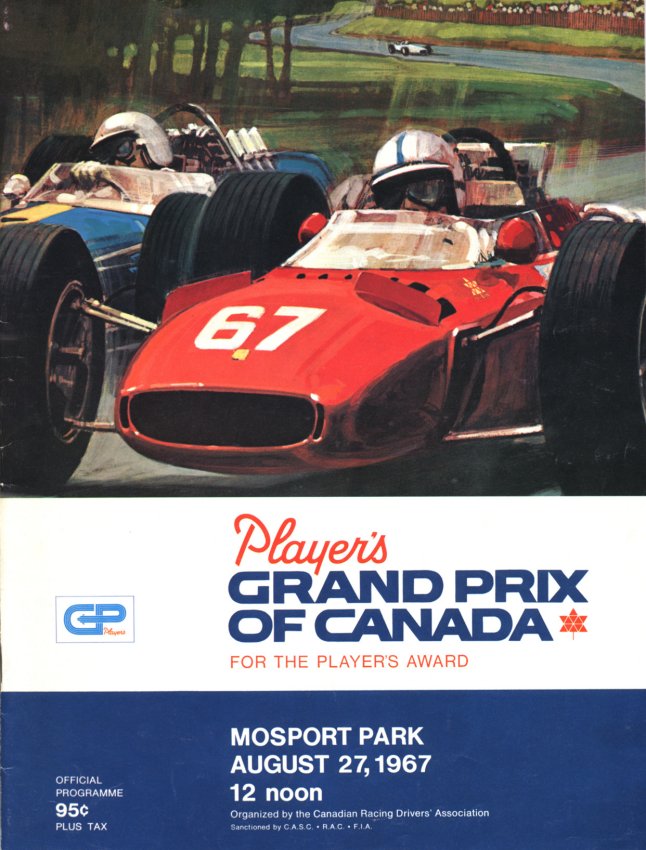 67
Player's
GRAND PRIX
OF CANADA
FOR THE PLAYER'S AWARD
GP
Players
MOSPORT PARK
AUGUST 27, 1967
12 noon
Organized by the Canadian Racing Drivers' Association
Sanctioned by C.A.S.C. • R.A.C. • F.I.A.
OFFICIAL
PROGRAMME
95¢
PLUS TAX